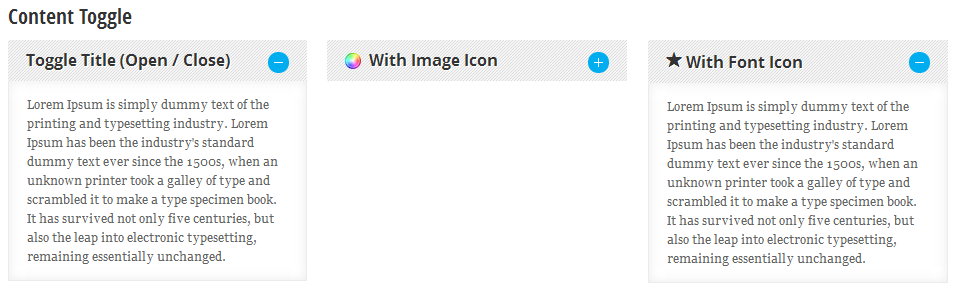 Content Toggle
Toggle Title (Open / Close)
Lorem Ipsum is simply dummy text of the
printing and typesetting industry. Lorem
Ipsum has been the industry's standard
dummy text ever since the 1500s, when an
unknown printer took a galley of type and
scrambled it to make a type specimen book.
It has survived not only five centuries, but
also the leap into electronic typesetting,
remaining essentially unchanged.
With Image Icon
With Font Icon
Lorem Ipsum is simply dummy text of the
printing and typesetting industry. Lorem
Ipsum has been the industry's standard
dummy text ever since the 1500s, when an
unknown printer took a galley of type and
scrambled it to make a type specimen book.
It has survived not only five centuries, but
also the leap into electronic typesetting,
remaining essentially unchanged.